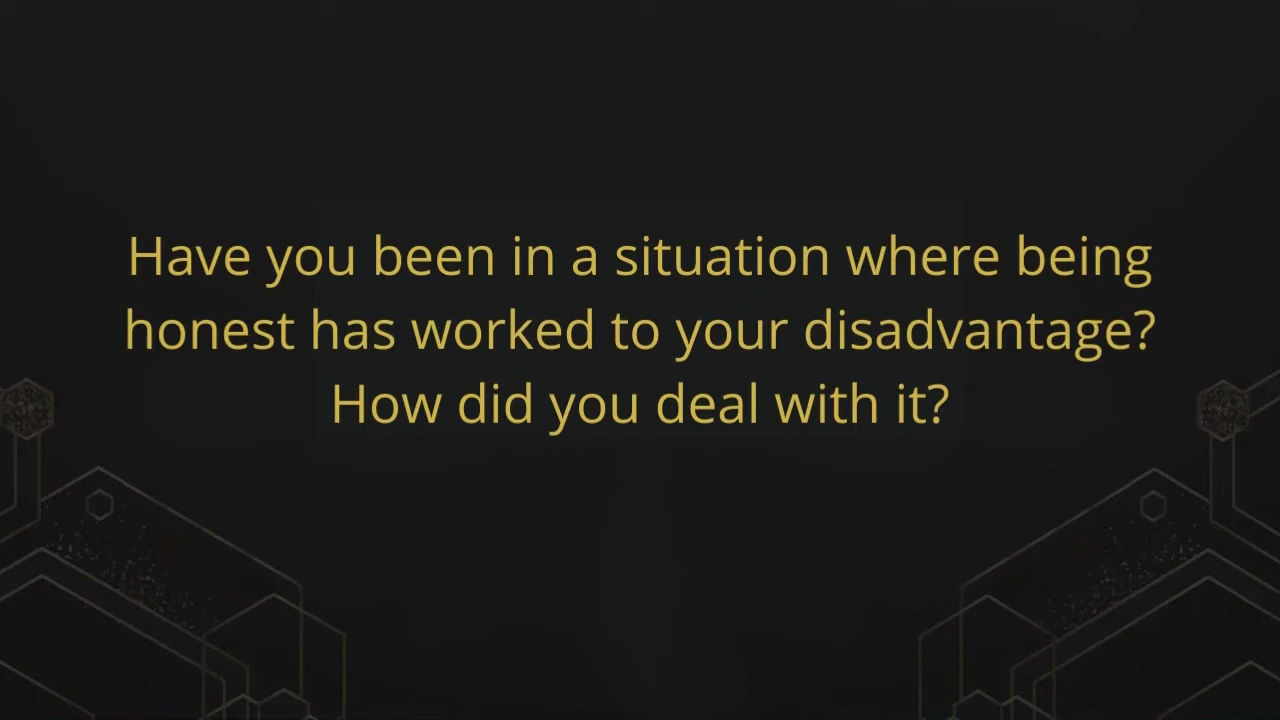 Have you been in a situation where being
honest has worked to your disadvantage?
How did you deal with it?